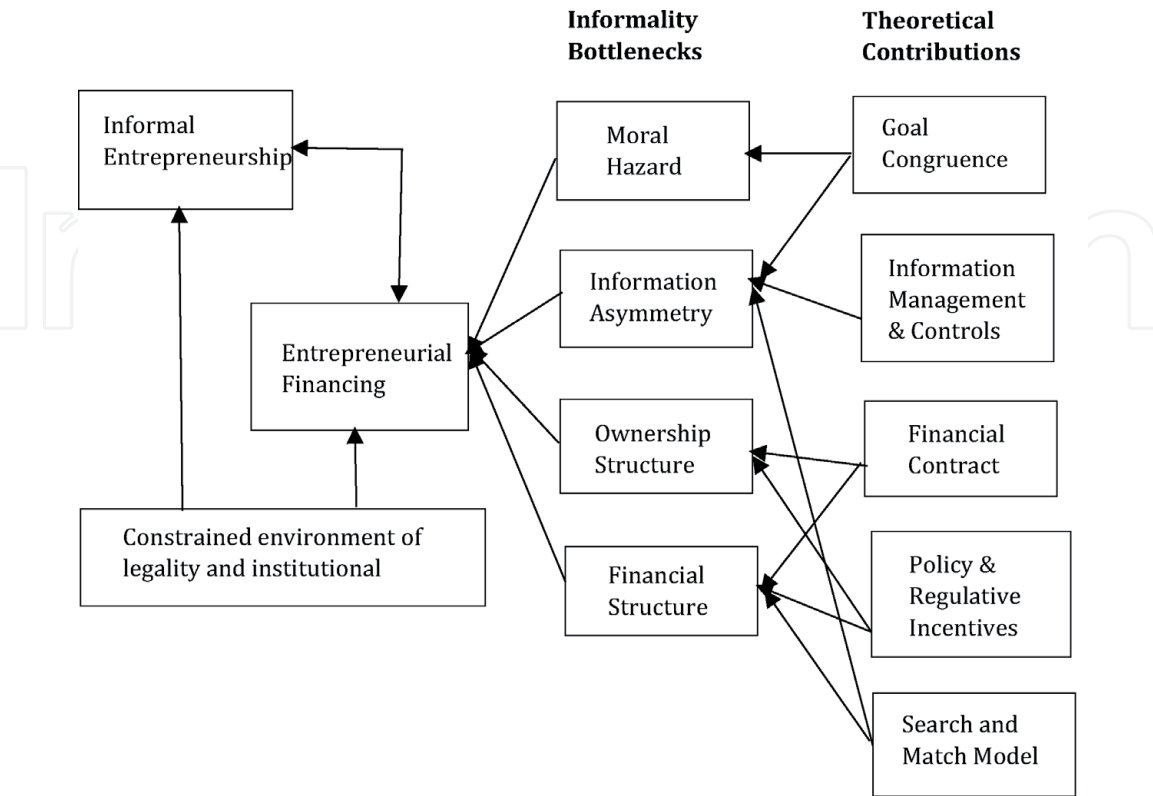 Informality
Bottlenecks
Theoretical
Contributions
Informal
Entrepreneurship
Moral
Hazard
Goal
Congruence
Information
Asymmetry
Information
Management
& Controls
Entrepreneurial
Financing
Ownership
Structure
Financial
Contract
Constrained environment of
legality and institutional
Financial
Structure
Policy &
Regulative
Incentives
Search and
Match Model